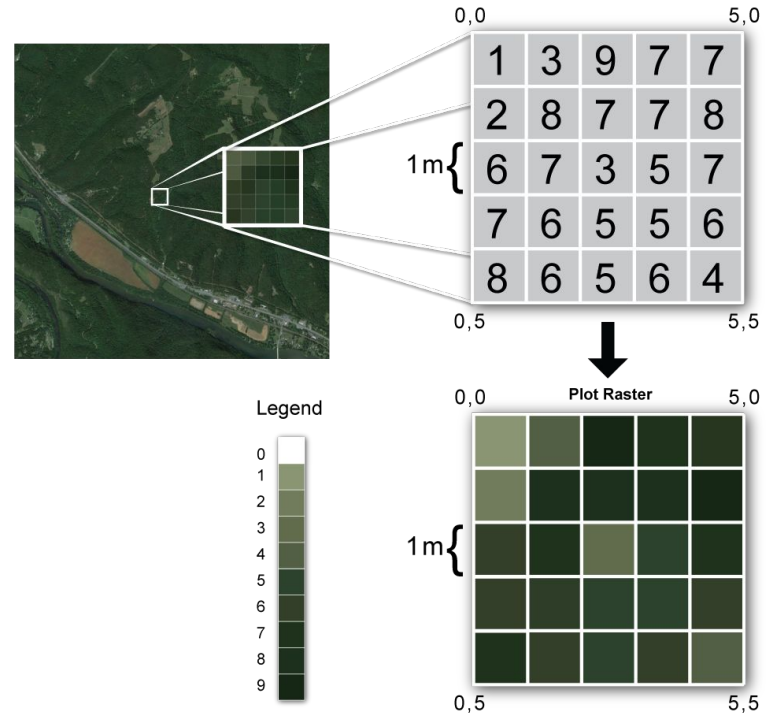 0,0 5,0
1 3 9 7 7
2 8 7 7 8
1m{ 6 7 3 5 7
7 6 5 5 6
8 6 5 6 4
0,5 5,5
Plot Raster
0,0 5,0
1m{
0,5 5,5
Legend
0
1
2
3
4
5
6
7
8
9